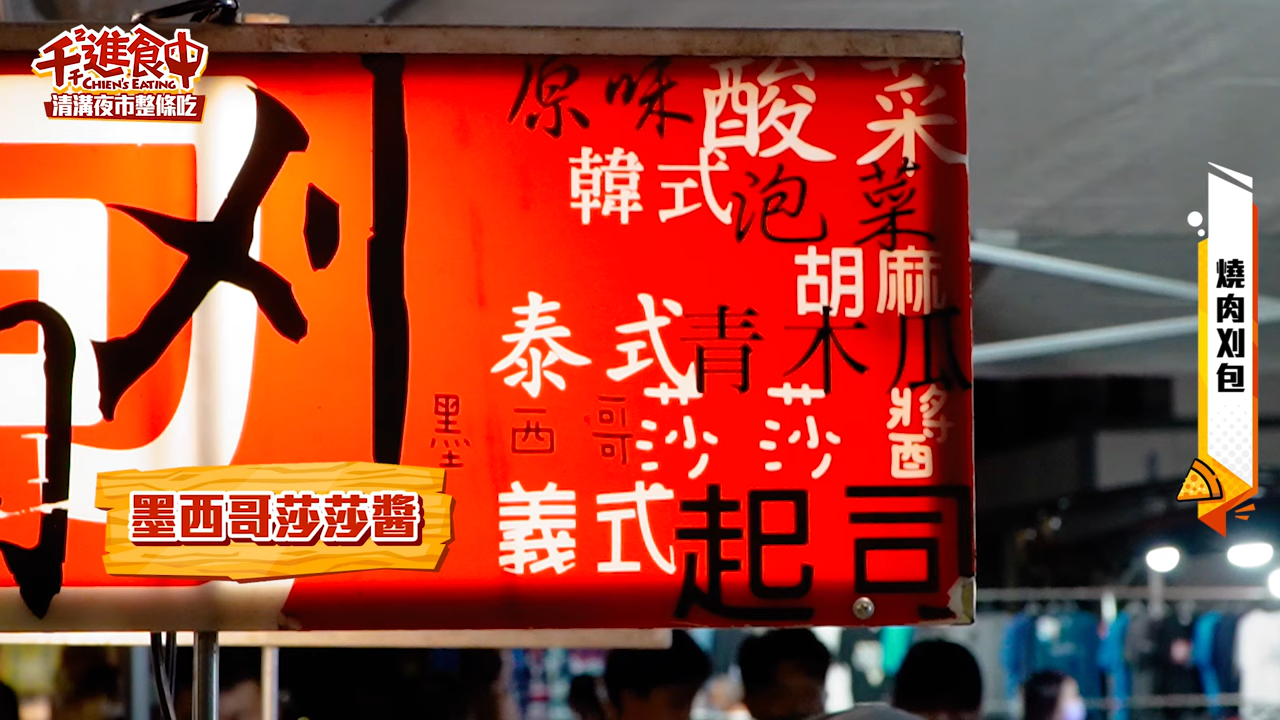 千千進食中
CHIEN'S EATING
清溝夜市整條吃
刈
原味酸菜
韓式泡菜
胡麻
泰式青木瓜
墨西哥莎莎醬
義式起司
墨西哥莎莎醬
燒肉刈包